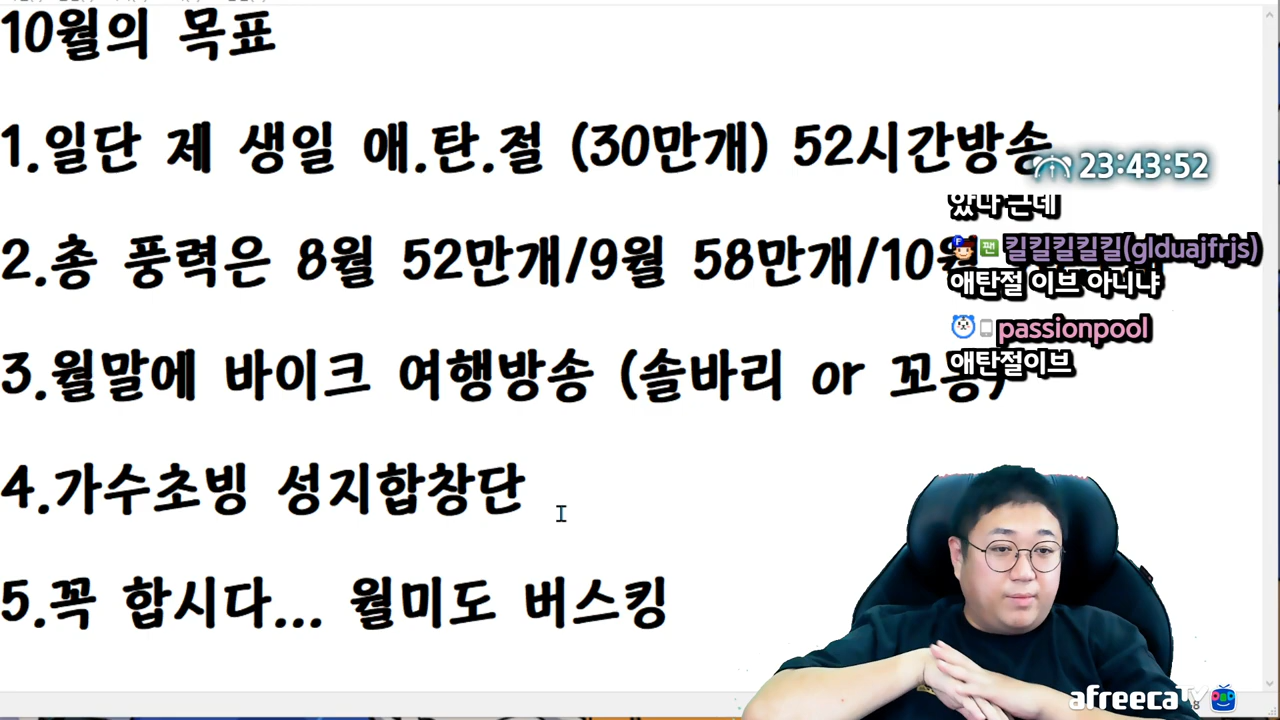 10월의 목표
1.일단 제 생일 애.탄.절 (30만개) 52시간방송
23:43:52
았나 근데
2.총 풍력은 8월 52만개/9월 58만개/10월
킬킬킬킬킬(glduajfrjs)
애탄절 이브 아니냐
passionpool
애탄절이브
3.월말에 바이크 여행방송 (솔바리 or 꼬동)
4.가수초빙 성지합창단
5.꼭 합시다... 월미도 버스킹
afreecaTV